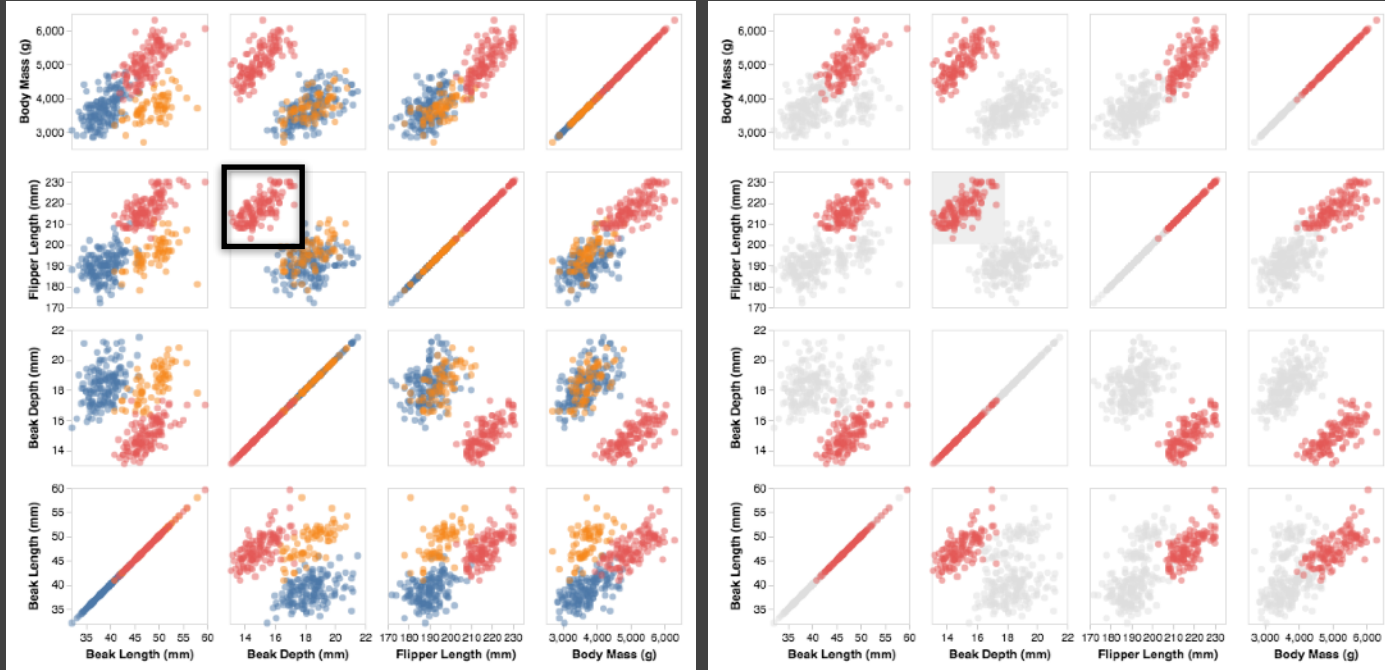 Body Mass (g)
6,000
5,000
4,000
3,000
Flipper Length (mm)
230
220
210
200
190
180
170
Beak Depth (mm)
22
20
18
16
14
Beak Length (mm)
60
55
50
45
40
35
35 40 45 50 55 60
14 16 18 20 22
170 180 190 200 210 220 230
3,000 4,000 5,000 6,000
Beak Length (mm) Beak Depth (mm) Flipper Length (mm) Body Mass (g)
Body Mass (g)
6,000
5,000
4,000
3,000
Flipper Length (mm)
230
220
210
200
190
180
170
Beak Depth (mm)
22
20
18
16
14
Beak Length (mm)
60
55
50
45
40
35
35 40 45 50 55 60
14 16 18 20 22
170 180 190 200 210 220 230
3,000 4,000 5,000 6,000
Beak Length (mm) Beak Depth (mm) Flipper Length (mm) Body Mass (g)